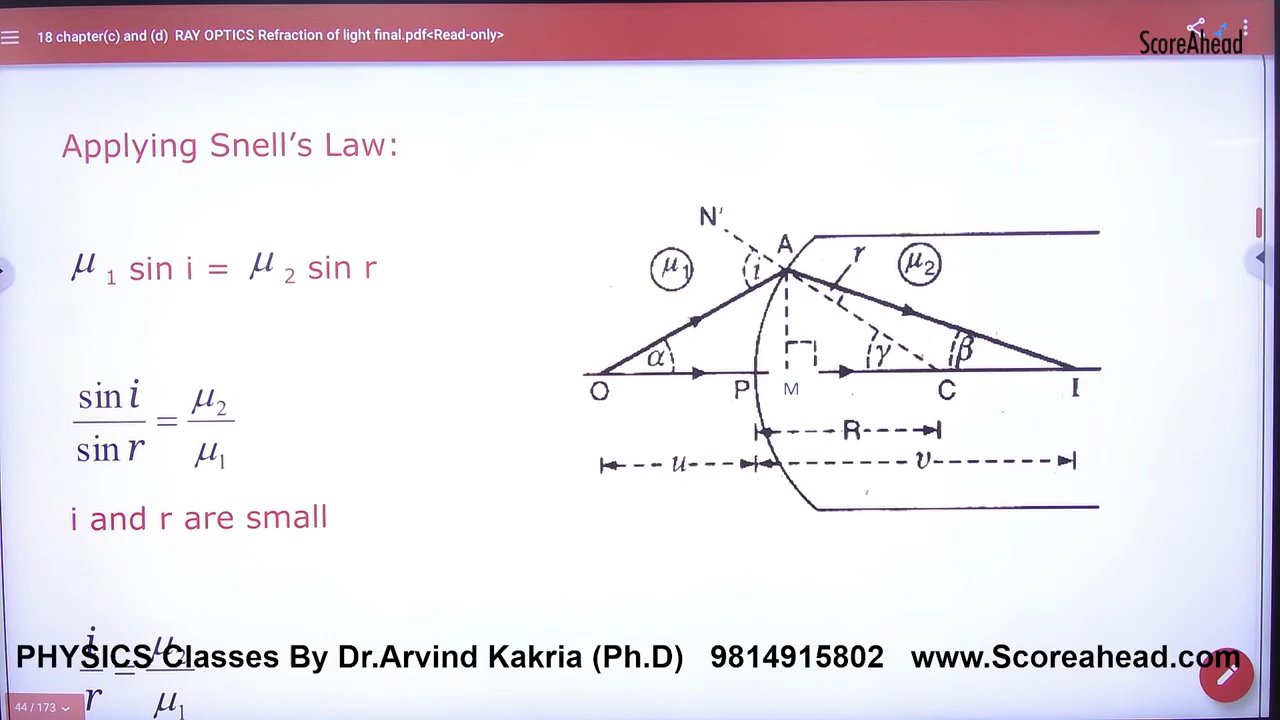 18 chapter(c) and (d) RAY OPTICS Refraction of light final.pdf<Read-only>
ScoreAhead
Applying Snell's Law:
μ 1 sin i = μ 2 sin r
sin i / sin r = μ2 / μ1
i and r are small
i / r = μ2 / μ1
N'
A
r
μ1
i
μ2
α
γ
β
O
P
M
C
I
R
u
v
PHYSICS Classes By Dr.Arvind Kakria (Ph.D) 9814915802 www.Scoreahead.com
44 / 173